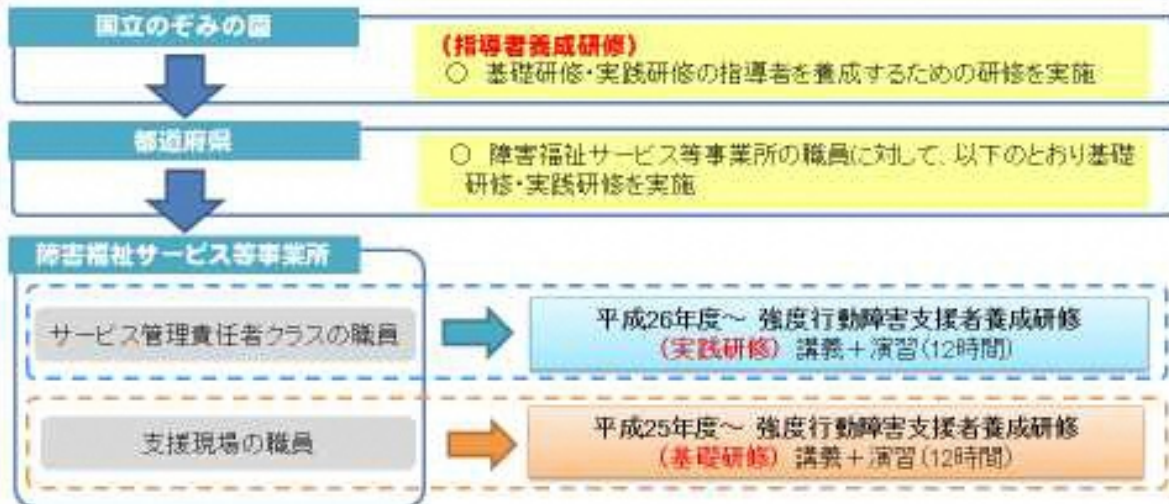 国立のぞみの園
（指導者養成研修）
○ 基礎研修・実践研修の指導者を養成するための研修を実施
都道府県
○ 障害福祉サービス等事業所の職員に対して、以下のとおり基礎
研修・実践研修を実施
障害福祉サービス等事業所
サービス管理責任者クラスの職員
平成26年度～ 強度行動障害支援者養成研修
（実践研修） 講義＋演習（12時間）
支援現場の職員
平成25年度～ 強度行動障害支援者養成研修
（基礎研修） 講義＋演習（12時間）